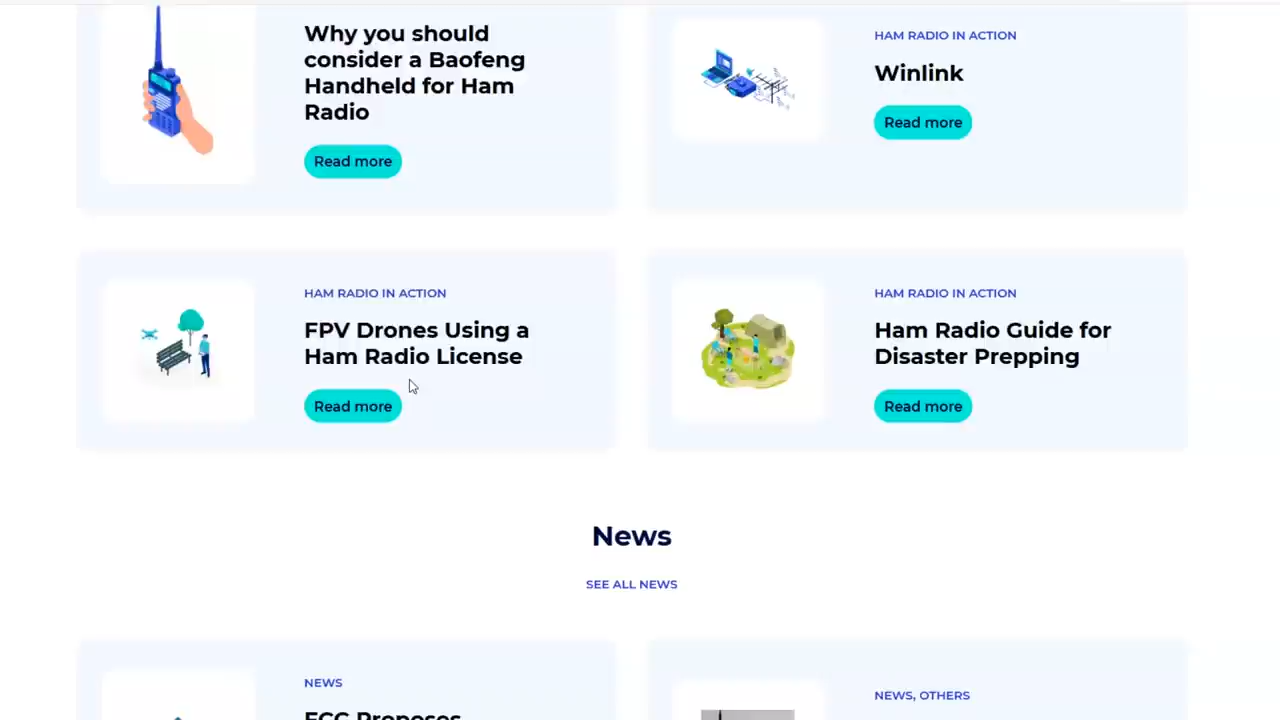 Why you should
consider a Baofeng
Handheld for Ham
Radio
Read more
HAM RADIO IN ACTION
Winlink
Read more
HAM RADIO IN ACTION
FPV Drones Using a
Ham Radio License
Read more
HAM RADIO IN ACTION
Ham Radio Guide for
Disaster Prepping
Read more
News
SEE ALL NEWS
NEWS
FCC Proposes
NEWS, OTHERS